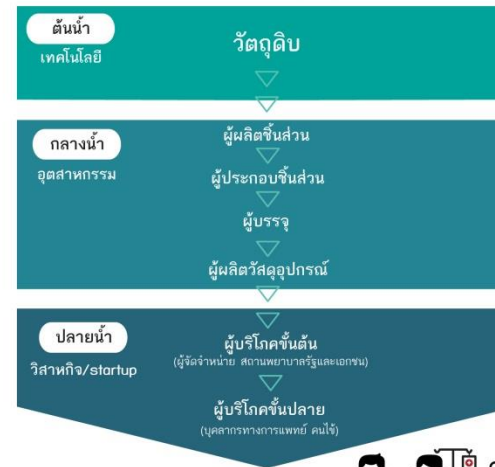 ต้นน้ำ
เทคโนโลยี
วัตถุดิบ
กลางน้ำ
อุตสาหกรรม
ผู้ผลิตชิ้นส่วน
ผู้ประกอบชิ้นส่วน
ผู้บรรจุ
ผู้ผลิตวัสดุอุปกรณ์
ปลายน้ำ
วิสาหกิจ/startup
ผู้บริโภคขั้นต้น
(ผู้จัดจำหน่าย สถานพยาบาลรัฐและเอกชน)
ผู้บริโภคขั้นปลาย
(บุคลากรทางการแพทย์ คนไข้)